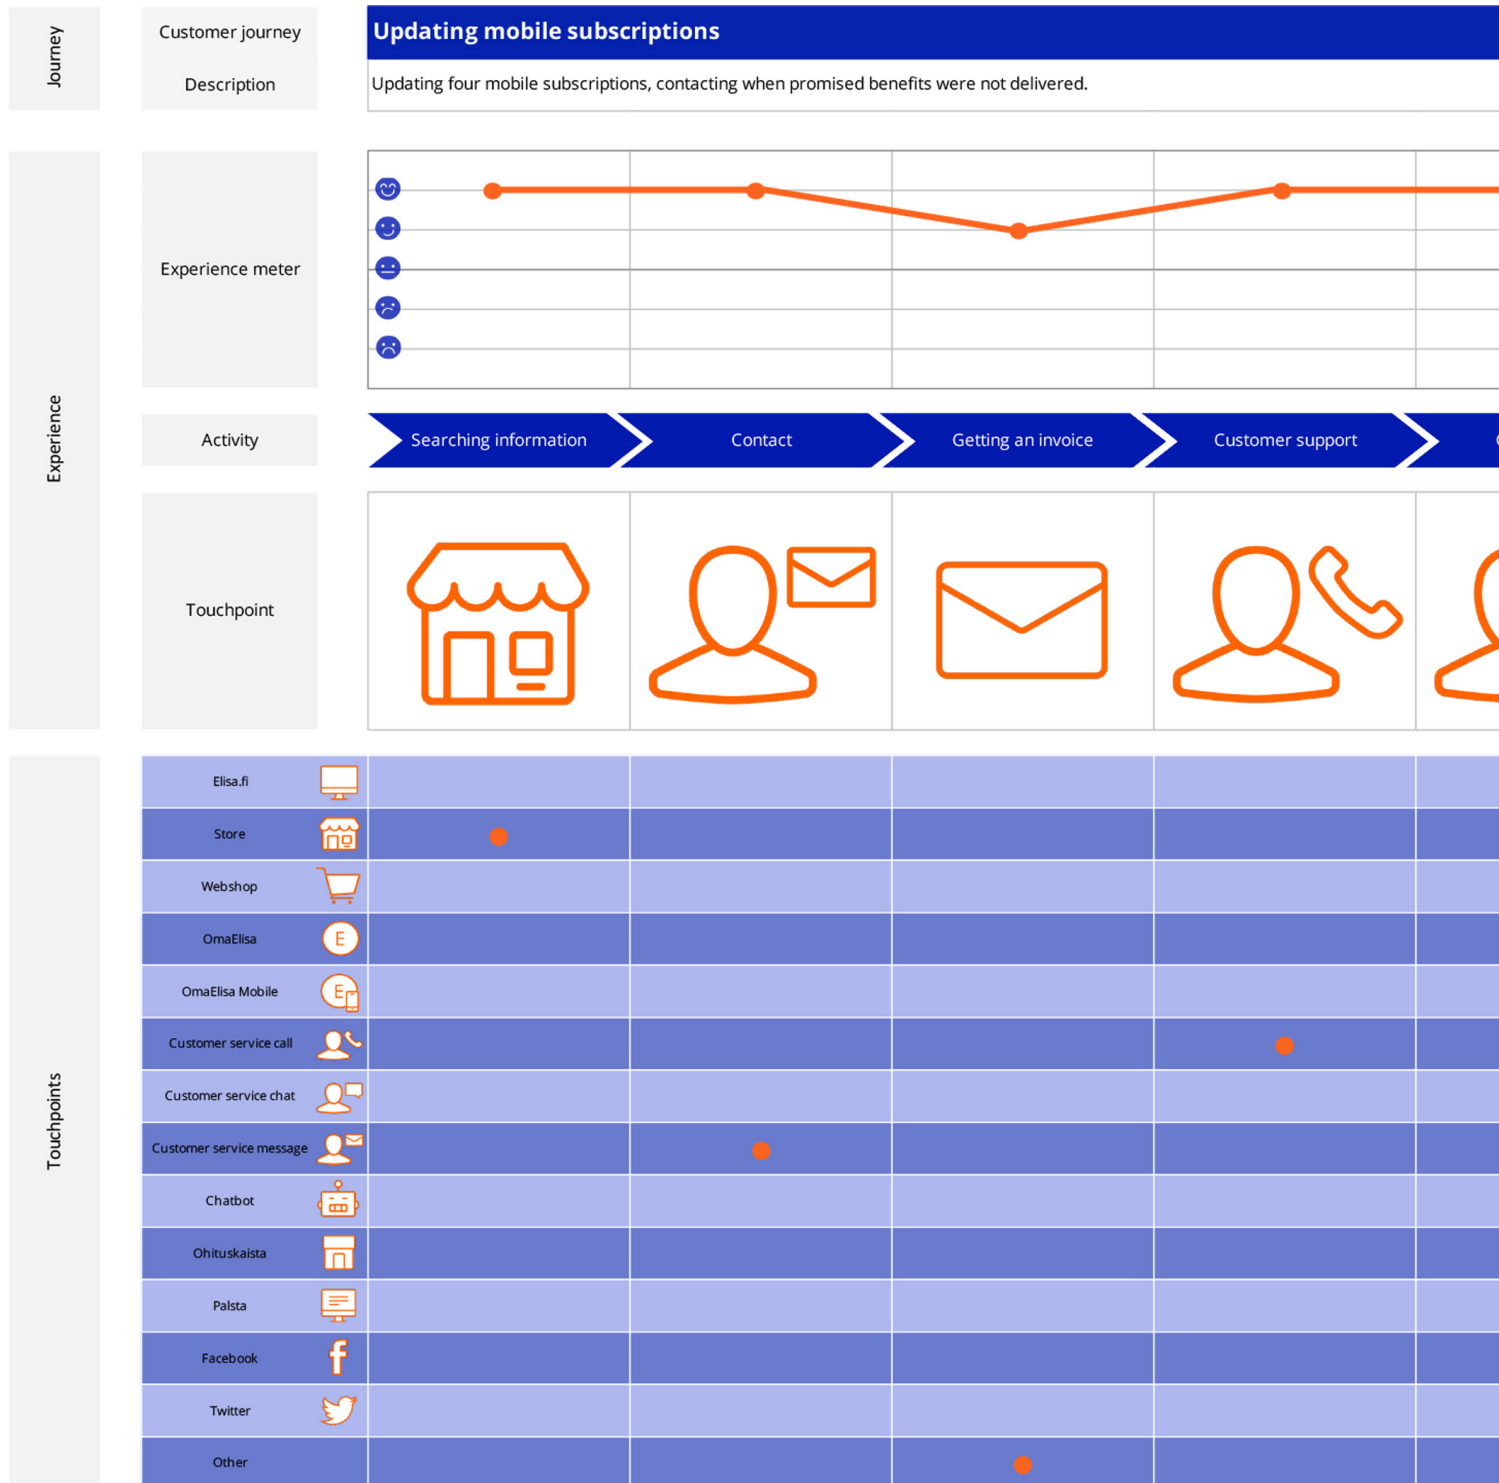 Journey
Customer journey
Updating mobile subscriptions
Description
Updating four mobile subscriptions, contacting when promised benefits were not delivered.
Experience
Experience meter
Activity
Searching information
Contact
Getting an invoice
Customer support
Touchpoint
Touchpoints
Elisa.fi
Store
Webshop
OmaElisa
E
OmaElisa Mobile
E
Customer service call
Customer service chat
Customer service message
Chatbot
Ohituskaista
Palsta
Facebook
f
Twitter
Other